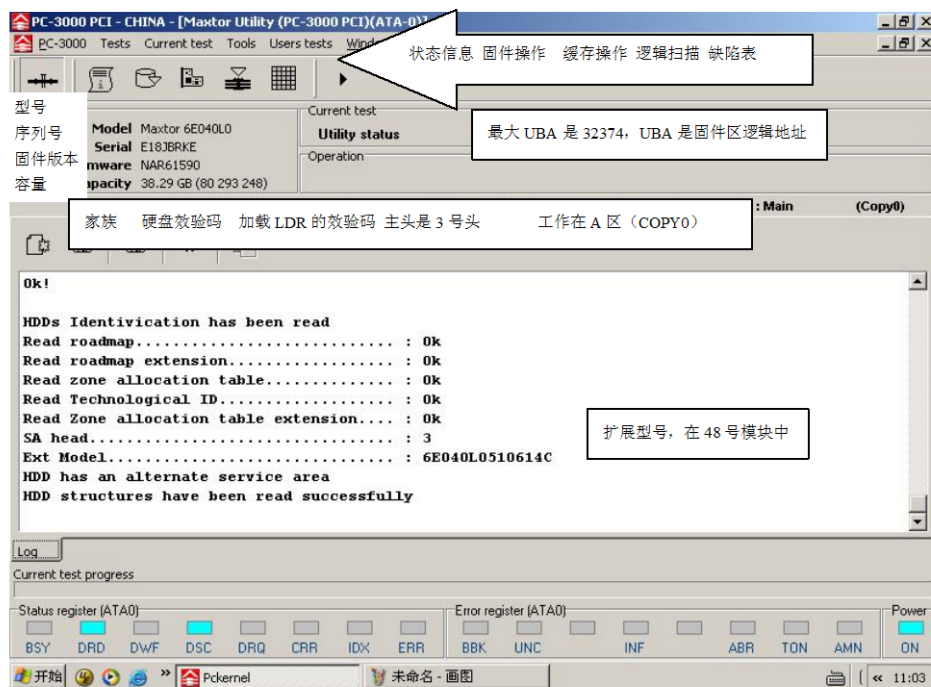 PC-3000 PCI - CHINA - [Maxtor Utility (PC-3000 PCI)(ATA-0)]
PC-3000 Tests Current test Tools Users tests Windo
状态信息 固件操作 缓存操作 逻辑扫描 缺陷表
型号
序列号
固件版本
容量
Model Maxtor 6E040L0
Serial E18JBRKE
mware NAR61590
apacity 38.29 GB (80 293 248)
Current test
Utility status
Operation
最大 UBA 是 32374，UBA 是固件区逻辑地址
: Main (Copy0)
家族 硬盘效验码 加载 LDR 的效验码 主头是 3 号头 工作在 A 区（COPY0）
Ok!
HDDs Identivication has been read
Read roadmap............................. : Ok
Read roadmap extension................... : Ok
Read zone allocation table............... : Ok
Read Technological ID.................... : Ok
Read Zone allocation table extension.... : Ok
SA head.................................. : 3
Ext Model................................ : 6E040L0510614C
HDD has an alternate service area
HDD structures have been read successfully
扩展型号，在 48 号模块中
Log
Current test progress
Status register (ATA0) Error register (ATA0) Power
BSY DRD DWF DSC DRQ CRR IDX ERR BBK UNC INF ABR TON AMN ON
开始 » Pckernel 未命名 - 画图 « 11:03